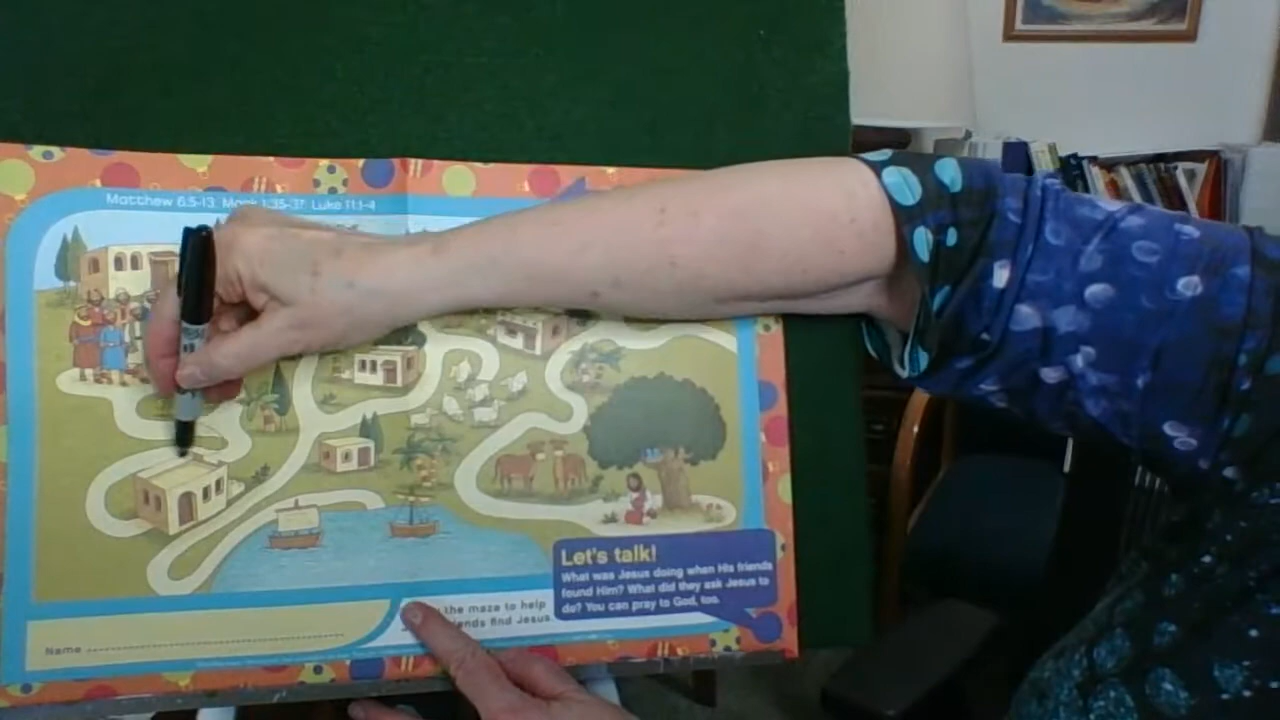 Matthew 6:5-13, Mark 1:35-37, Luke 11:1-4
Let's talk!
What was Jesus doing when His friends
found Him? What did they ask Jesus to
do? You can pray to God, too.
the maze to help
friends find Jesus.
Name